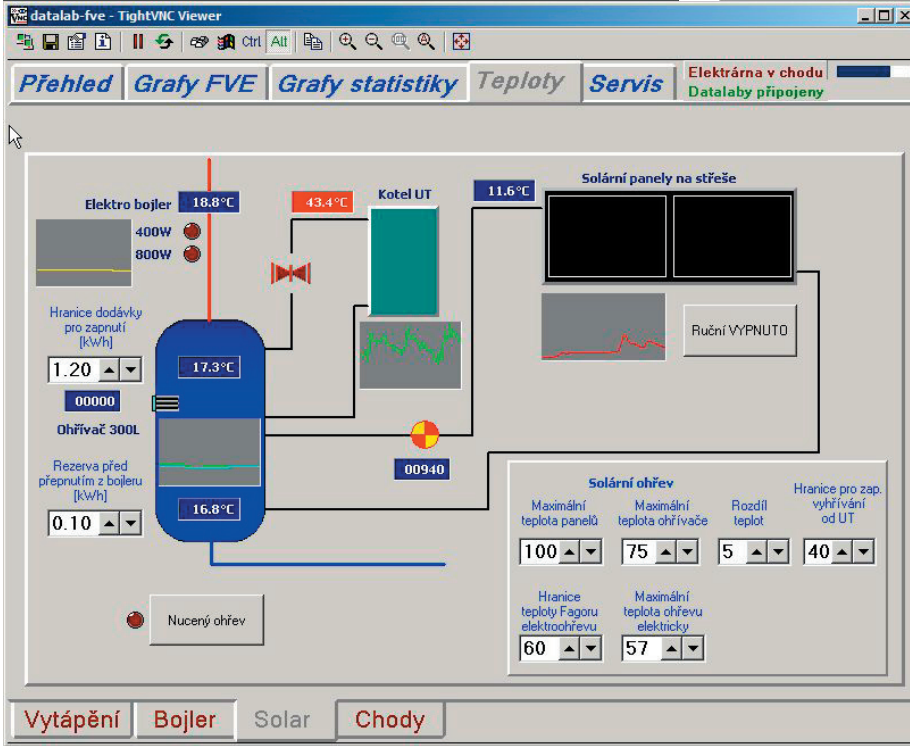 datalab-fve - TightVNC Viewer
Ctrl Alt
Přehled Grafy FVE Grafy statistiky Teploty Servis
Elektrárna v chodu
Datalaby připojeny
Elektro bojler 18.8°C
400W
800W
43.4°C
Kotel UT
11.6°C
Solární panely na střeše
Hranice dodávky
pro zapnutí
[kWh]
1.20
00000
Ohřívač 300L
Rezerva před
přepnutím z bojleru
[kWh]
0.10
17.3°C
16.8°C
Ruční VYPNUTO
00940
Nucený ohřev
Solární ohřev
Maximální
teplota panelů
100
Maximální
teplota ohřívače
75
Rozdíl
teplot
5
Hranice pro zap.
vyhřívání
od UT
40
Hranice
teploty Fagoru
elektroohřevu
60
Maximální
teplota ohřevu
elektricky
57
Vytápění Bojler Solar Chody